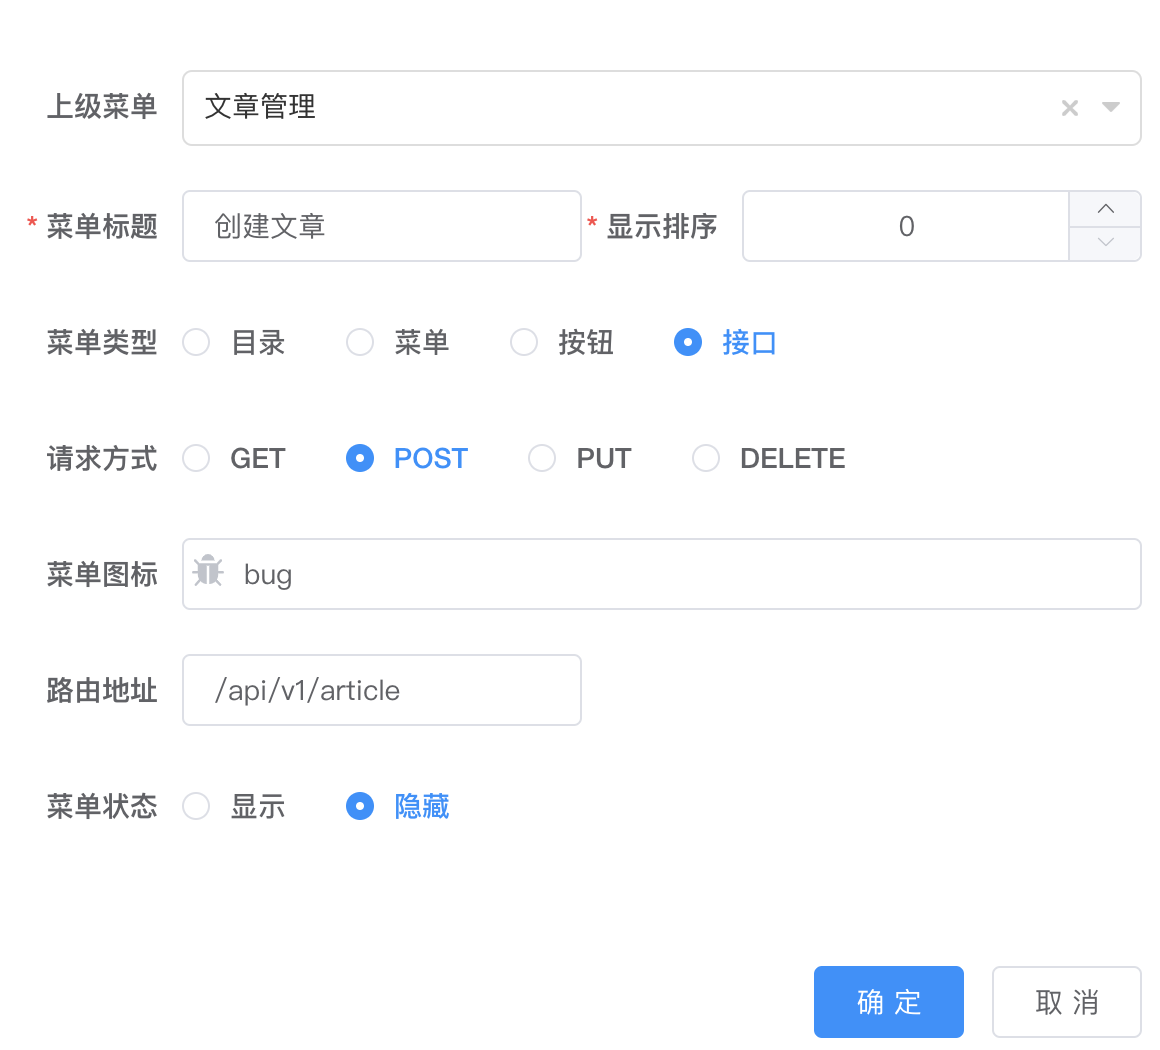 上级菜单 文章管理
* 菜单标题 创建文章 * 显示排序 0
菜单类型 目录 菜单 按钮 接口
请求方式 GET POST PUT DELETE
菜单图标 bug
路由地址 /api/v1/article
菜单状态 显示 隐藏
确 定 取 消